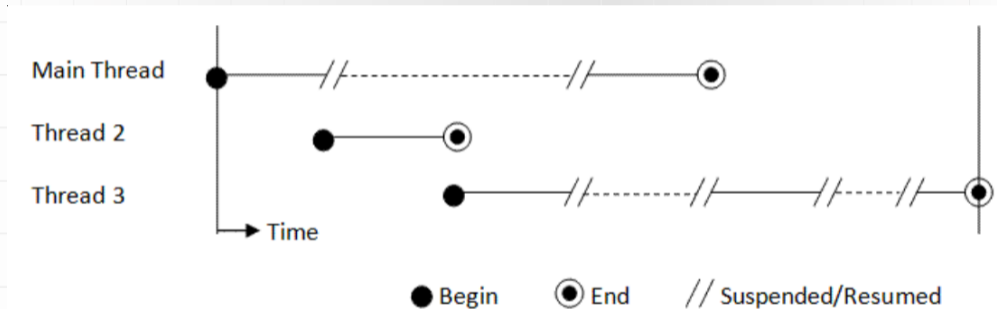 Main Thread
Thread 2
Thread 3
Time
Begin
End
Suspended/Resumed